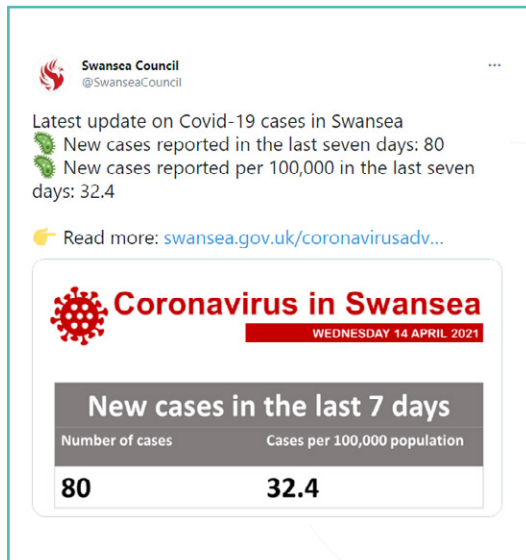 Swansea Council
@SwanseaCouncil
Latest update on Covid-19 cases in Swansea
🦠 New cases reported in the last seven days: 80
🦠 New cases reported per 100,000 in the last seven
days: 32.4
👉 Read more: swansea.gov.uk/coronavirusadv...
Coronavirus in Swansea
WEDNESDAY 14 APRIL 2021
New cases in the last 7 days
Number of cases Cases per 100,000 population
80 32.4